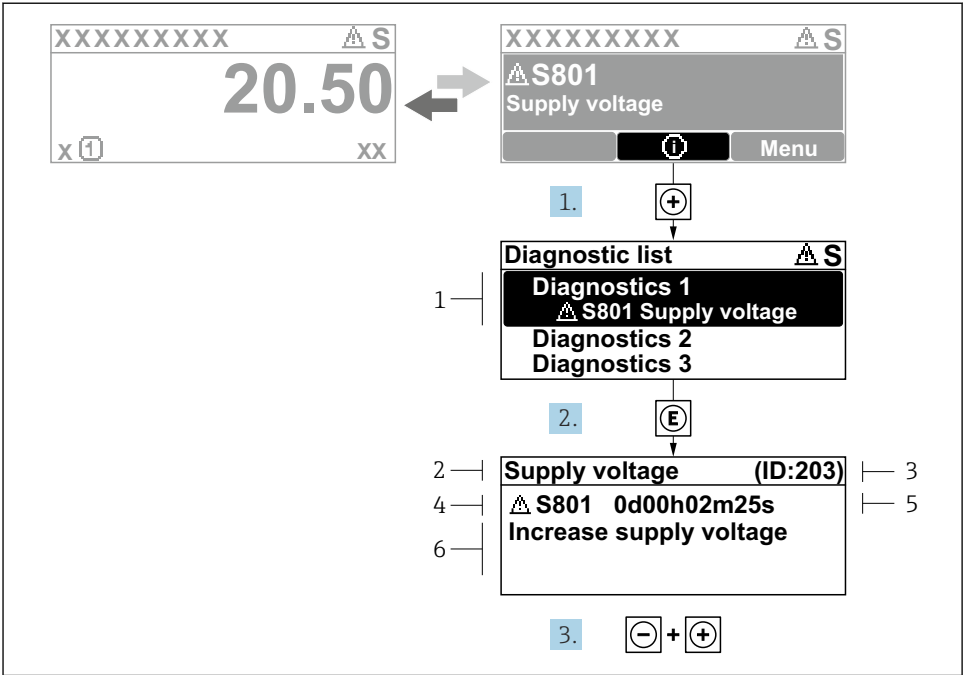 XXXXXXXXX ⚠ S
20.50
X 1 XX
XXXXXXXXX ⚠ S
⚠ S801
Supply voltage
i Menu
1. +
Diagnostic list ⚠ S
1
Diagnostics 1
⚠ S801 Supply voltage
Diagnostics 2
Diagnostics 3
2. E
2 Supply voltage (ID:203) 3
4 ⚠ S801 0d00h02m25s 5
6 Increase supply voltage
3. - + +